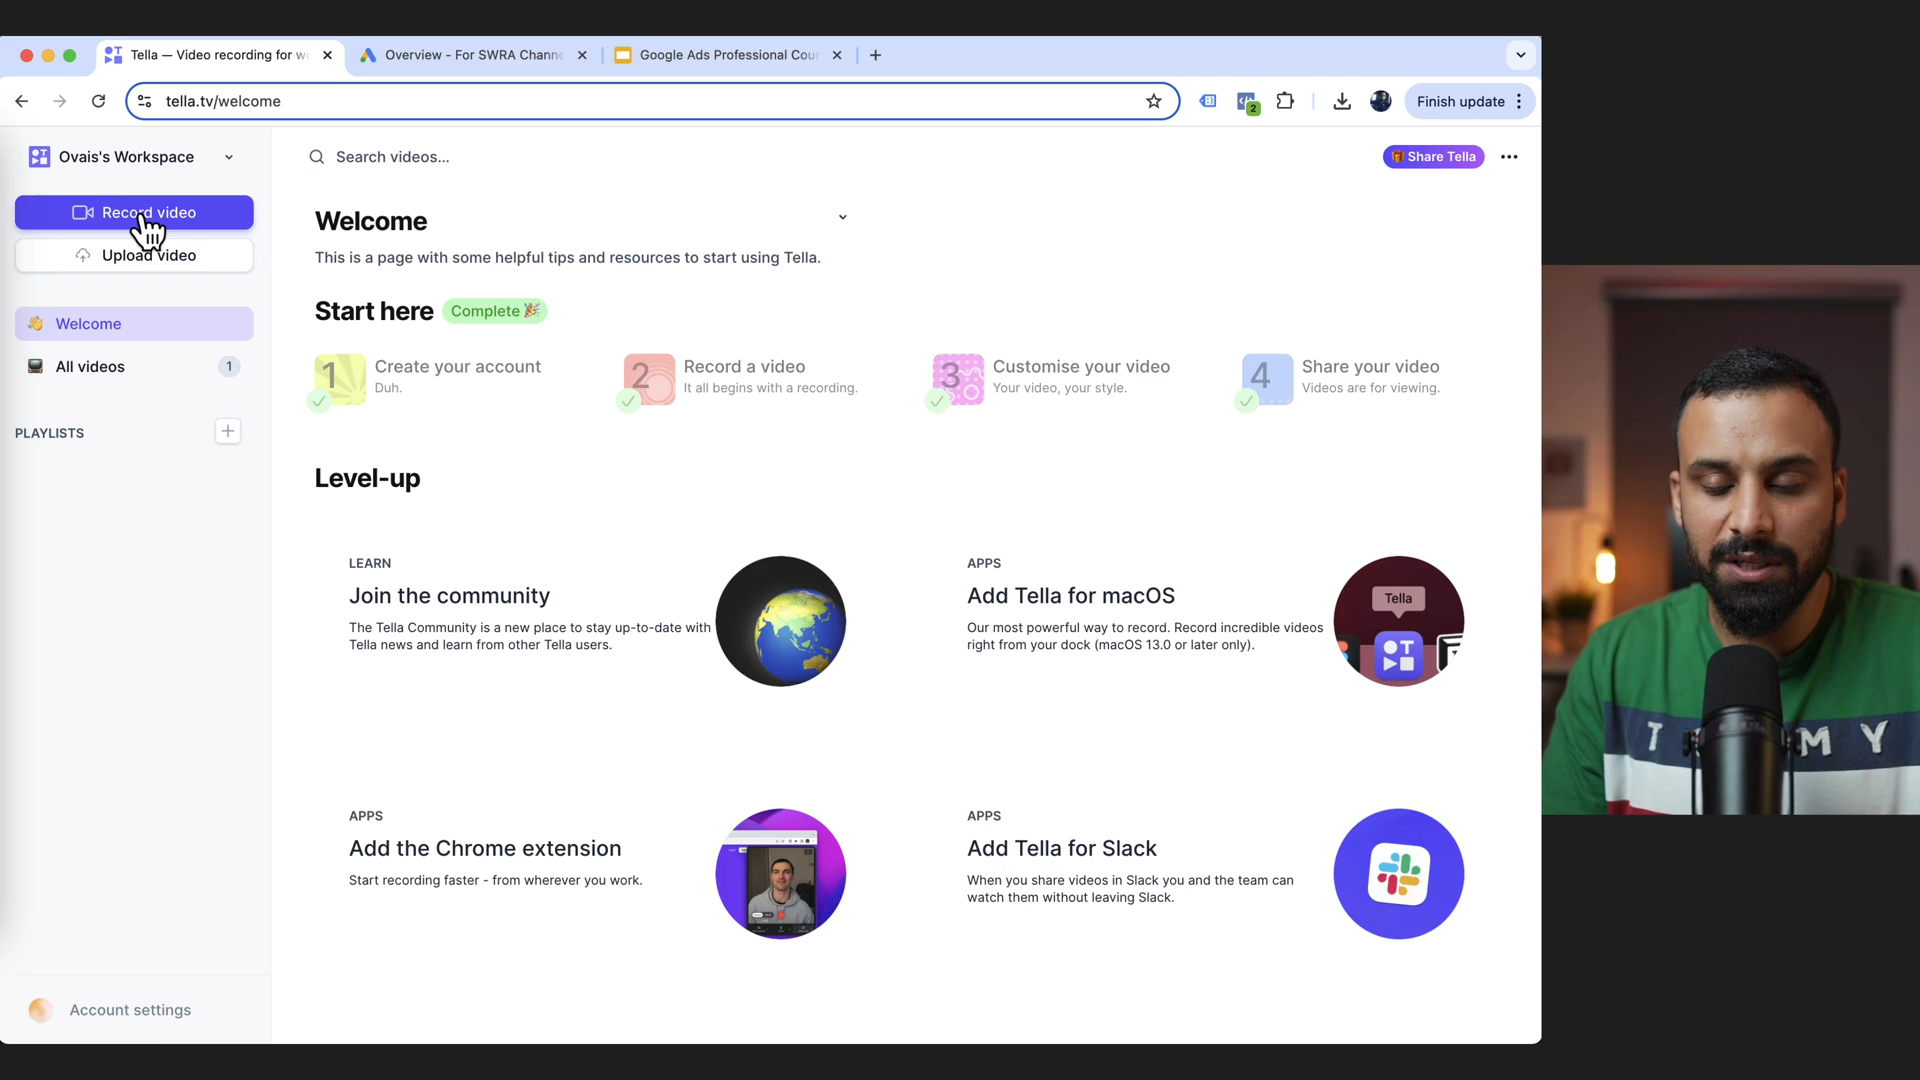 Tella — Video recording for w
Overview - For SWRA Channe
Google Ads Professional Cou
tella.tv/welcome
2
Finish update
Ovais's Workspace
Search videos...
Share Tella
Record video
Upload video
Welcome
This is a page with some helpful tips and resources to start using Tella.
Start here
Complete 🎉
Welcome
All videos
1
1
Create your account
Duh.
2
Record a video
It all begins with a recording.
3
Customise your video
Your video, your style.
4
Share your video
Videos are for viewing.
PLAYLISTS
Level-up
LEARN
Join the community
The Tella Community is a new place to stay up-to-date with
Tella news and learn from other Tella users.
APPS
Add Tella for macOS
Our most powerful way to record. Record incredible videos
right from your dock (macOS 13.0 or later only).
Tella
APPS
Add the Chrome extension
Start recording faster - from wherever you work.
APPS
Add Tella for Slack
When you share videos in Slack you and the team can
watch them without leaving Slack.
Account settings
T MY